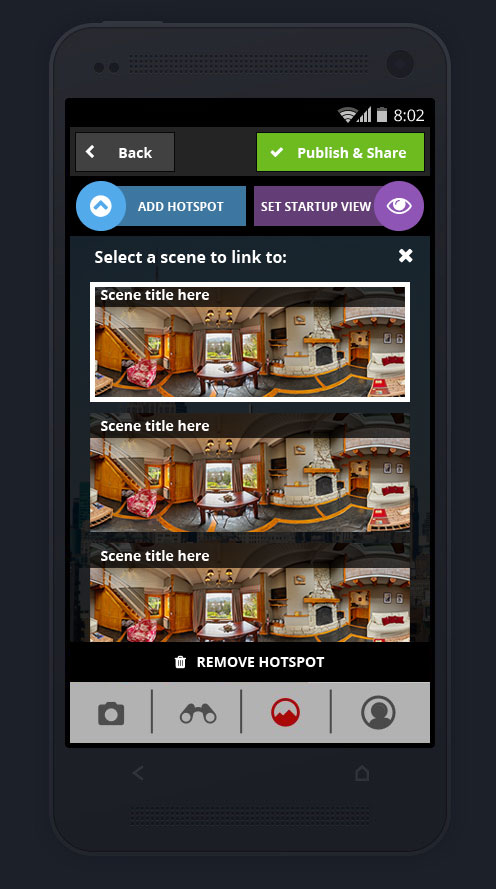 8:02
Back
Publish & Share
ADD HOTSPOT
SET STARTUP VIEW
Select a scene to link to:
Scene title here
Scene title here
Scene title here
REMOVE HOTSPOT